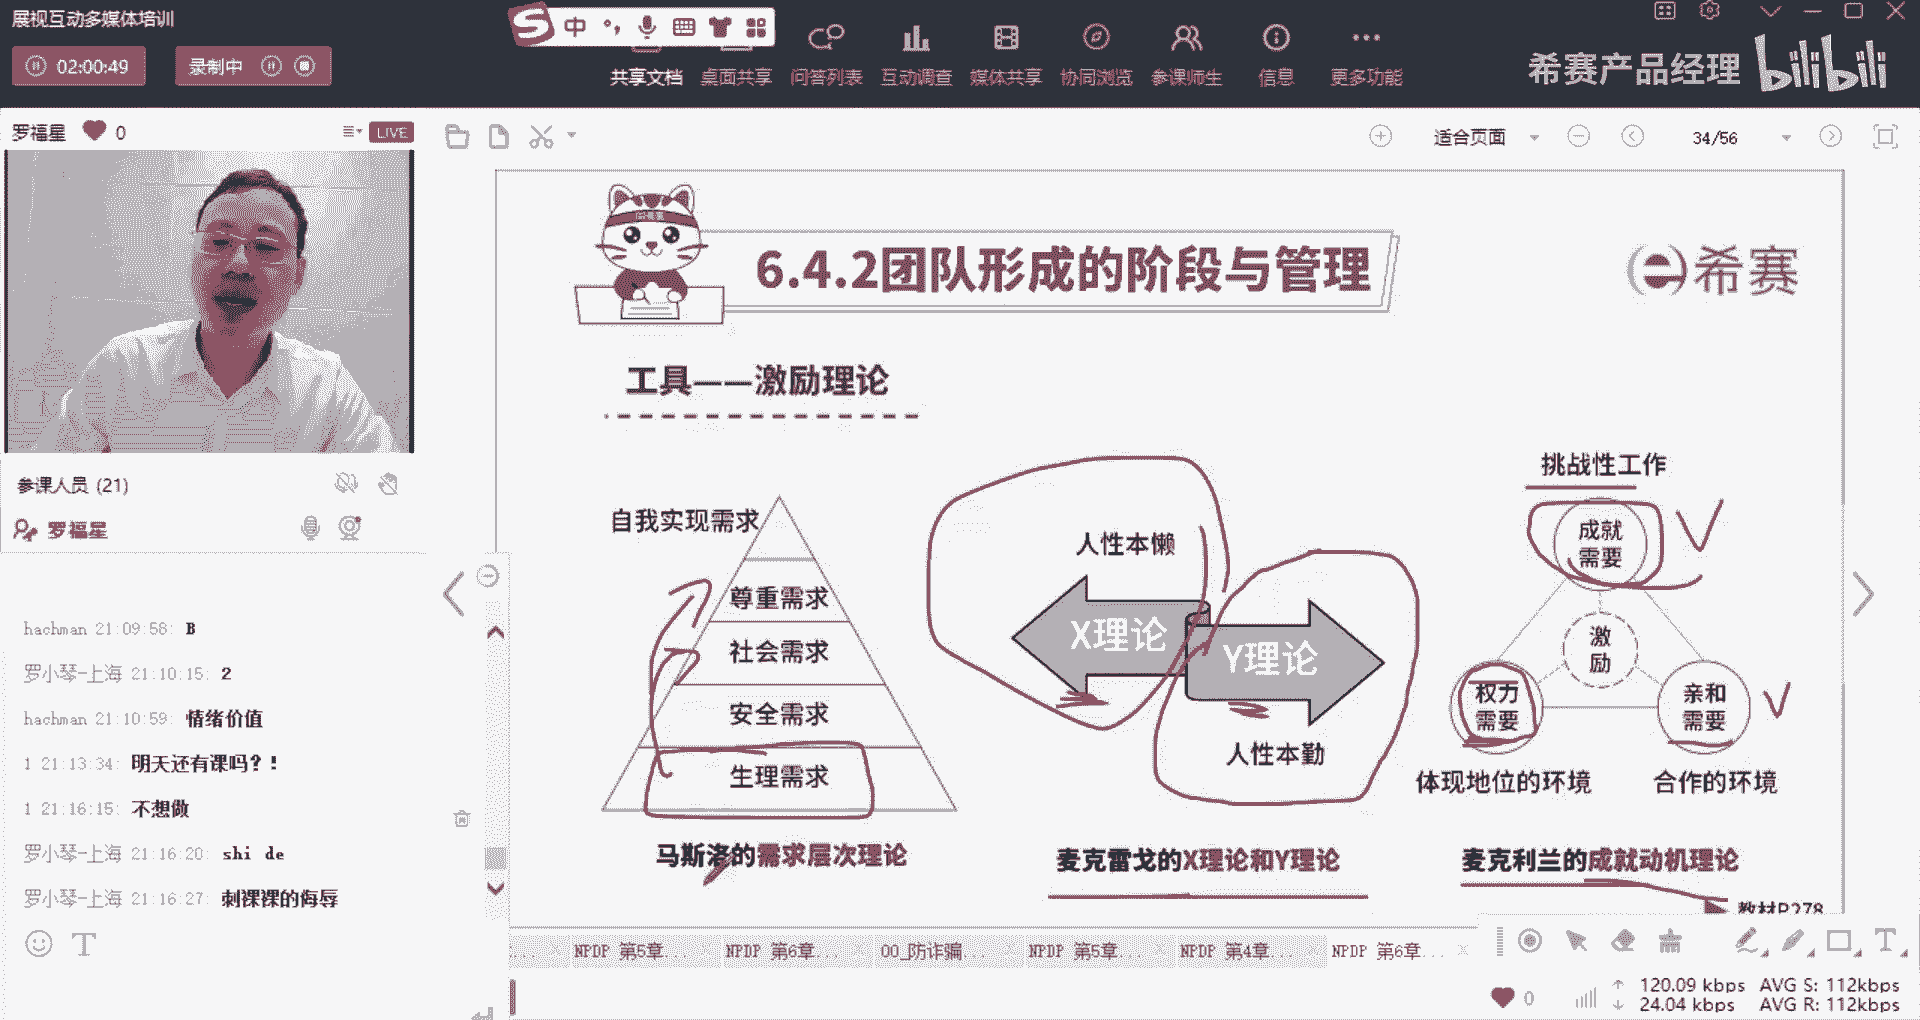 展视互动多媒体培训
中
02:00:49
录制中
共享文档 桌面共享 问答列表 互动调查 媒体共享 协同浏览 参课师生 信息 更多功能
希赛产品经理 bilibili
罗福星 0 LIVE
适合页面 34/56
6.4.2团队形成的阶段与管理
希赛
工具——激励理论
参课人员 (21)
罗福星
hachman 21:09:58: B
罗小琴-上海 21:10:15: 2
hachman 21:10:59: 情绪价值
1 21:13:34: 明天还有课吗？！
1 21:16:15: 不想做
罗小琴-上海 21:16:20: shi de
罗小琴-上海 21:16:27: 刺裸裸的侮辱
自我实现需求
尊重需求
社会需求
安全需求
生理需求
马斯洛的需求层次理论
人性本懒
X理论
Y理论
人性本勤
麦克雷戈的X理论和Y理论
挑战性工作
成就
需要
激
励
权力
需要
亲和
需要
体现地位的环境
合作的环境
麦克利兰的成就动机理论
教材P278
NPDP 第5章...
NPDP 第6章...
00_防诈骗...
NPDP 第5章...
NPDP 第4章...
NPDP 第6章...
0
120.09 kbps AVG S: 112kbps
24.04 kbps AVG R: 112kbps